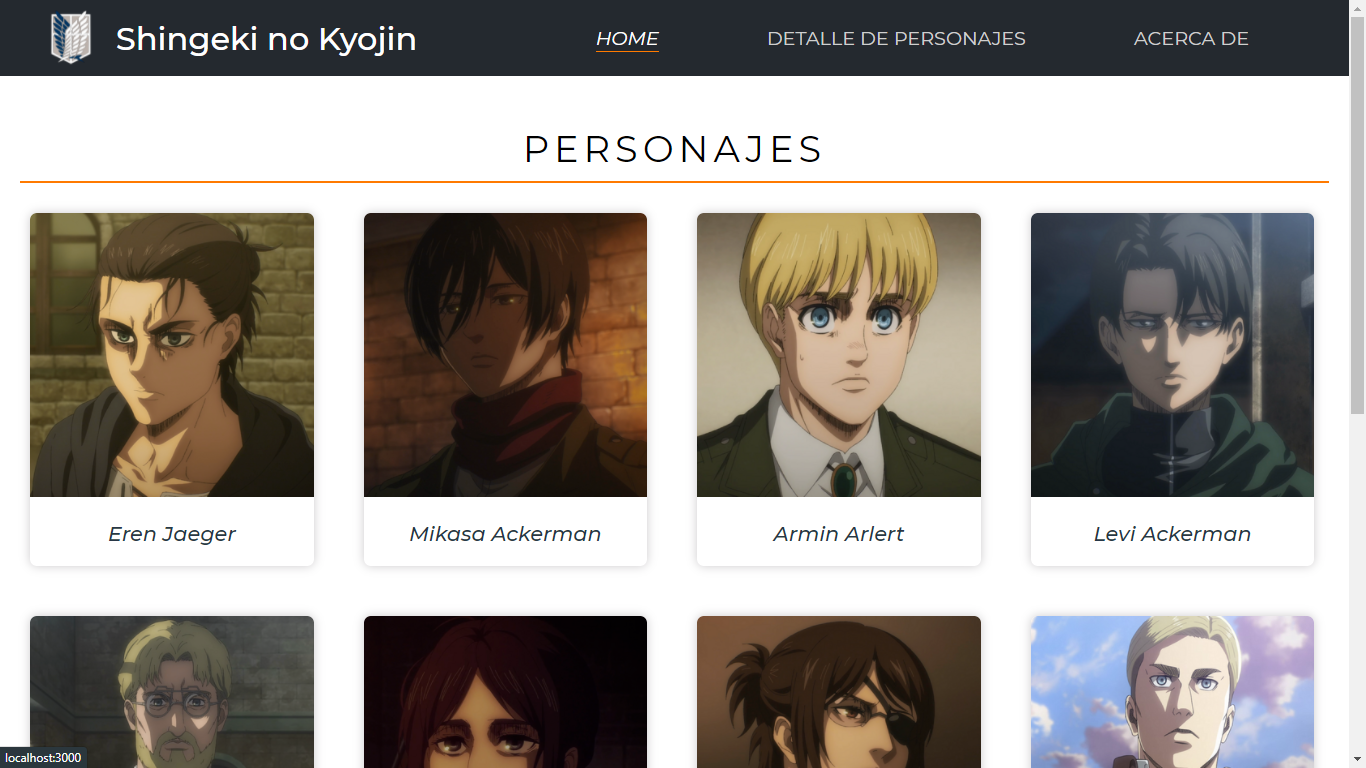 Shingeki no Kyojin
HOME
DETALLE DE PERSONAJES
ACERCA DE
PERSONAJES
Eren Jaeger
Mikasa Ackerman
Armin Arlert
Levi Ackerman
localhost:3000